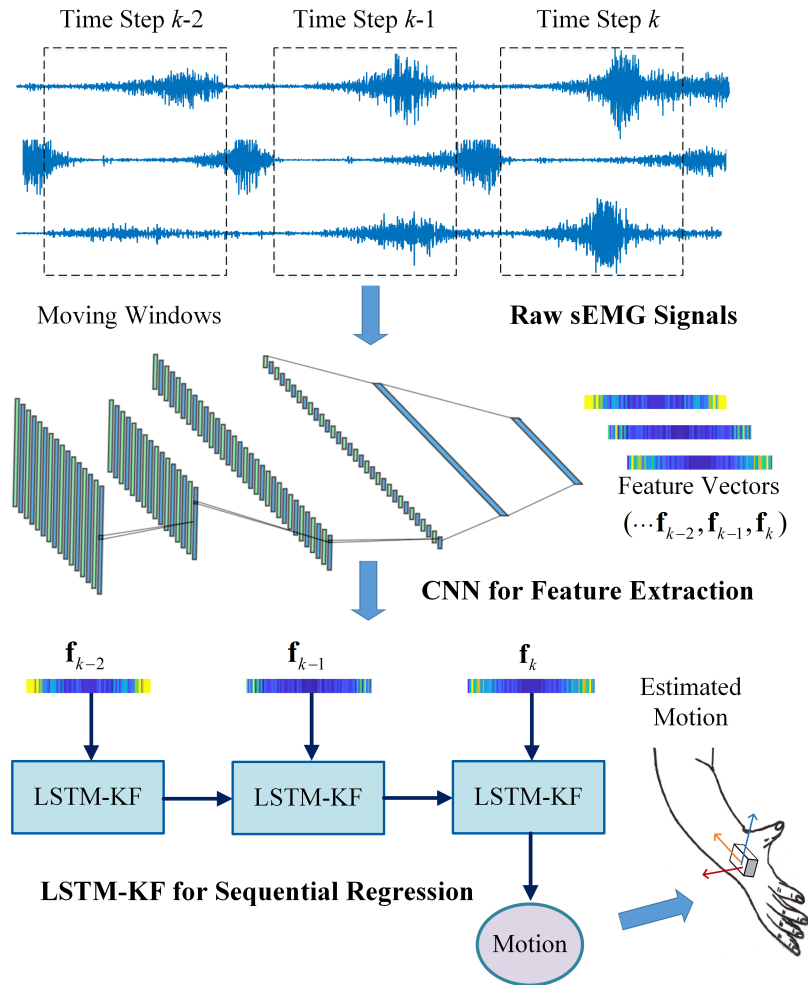 Time Step k-2
Time Step k-1
Time Step k
Moving Windows
Raw sEMG Signals
Feature Vectors
(⋯f_{k-2}, f_{k-1}, f_k)
CNN for Feature Extraction
f_{k-2}
f_{k-1}
f_k
Estimated
Motion
LSTM-KF
LSTM-KF
LSTM-KF
LSTM-KF for Sequential Regression
Motion